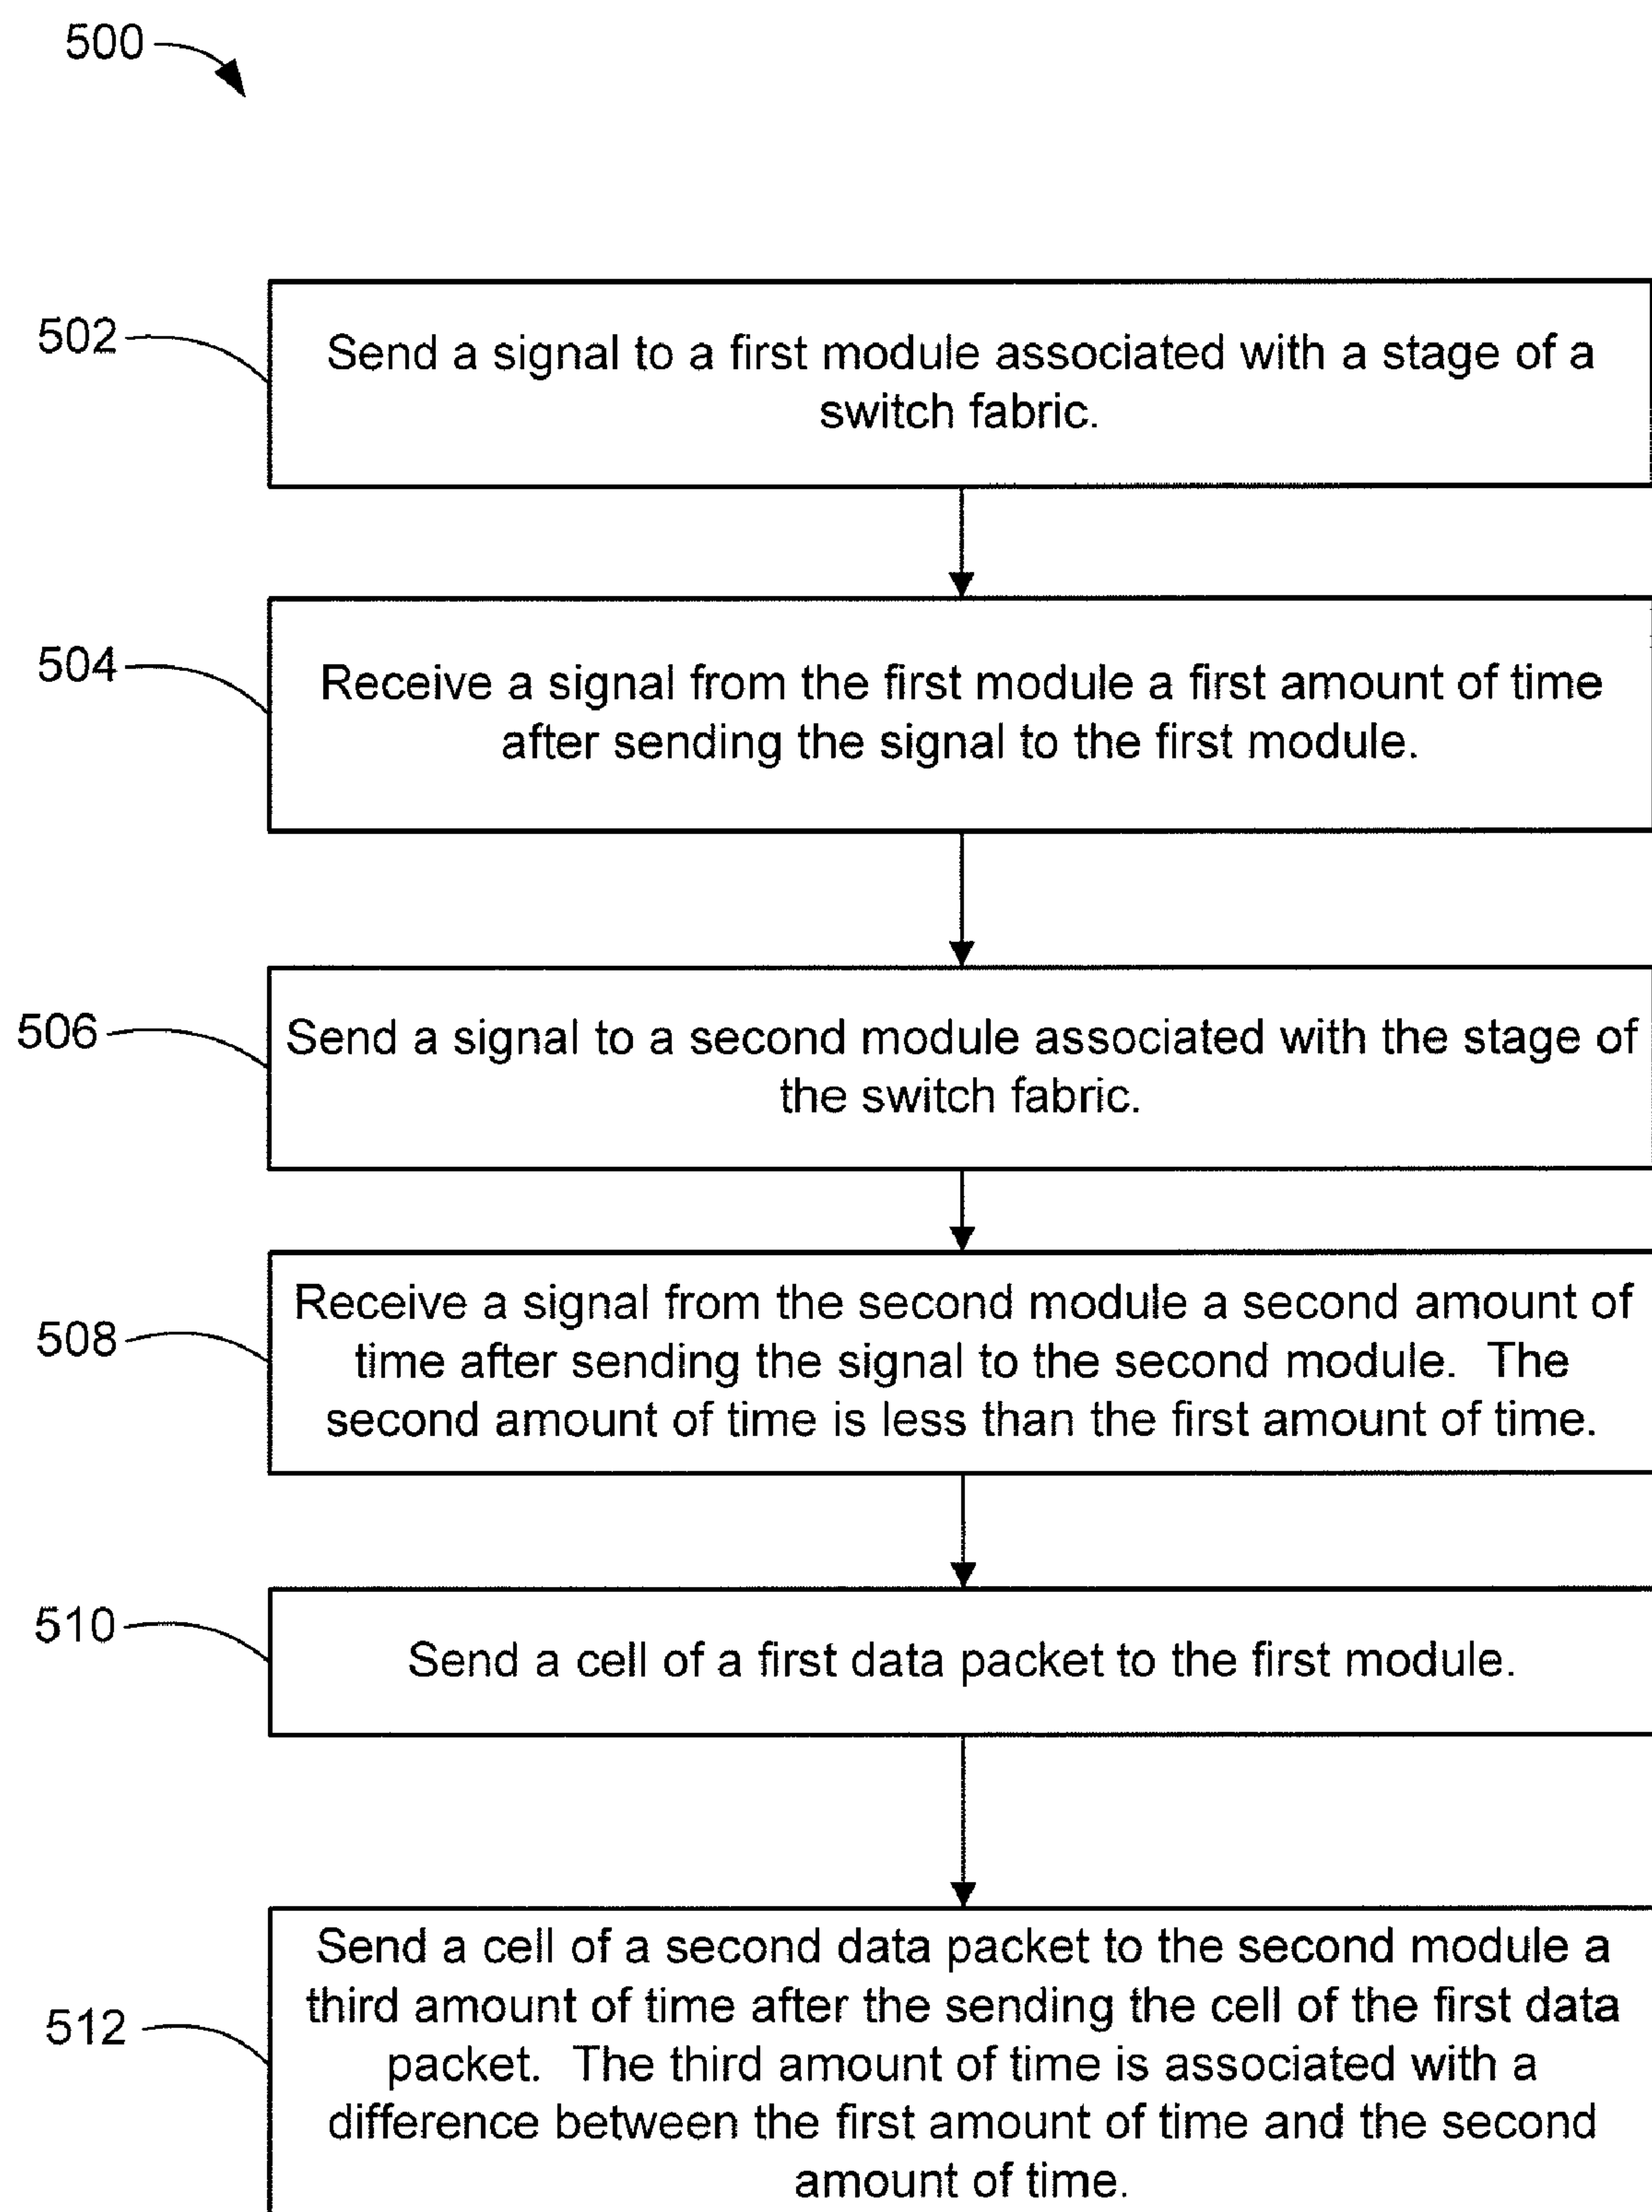 500
502
Send a signal to a first module associated with a stage of a
switch fabric.
504
Receive a signal from the first module a first amount of time
after sending the signal to the first module.
506
Send a signal to a second module associated with the stage of
the switch fabric.
508
Receive a signal from the second module a second amount of
time after sending the signal to the second module. The
second amount of time is less than the first amount of time.
510
Send a cell of a first data packet to the first module.
512
Send a cell of a second data packet to the second module a
third amount of time after the sending the cell of the first data
packet. The third amount of time is associated with a
difference between the first amount of time and the second
amount of time.